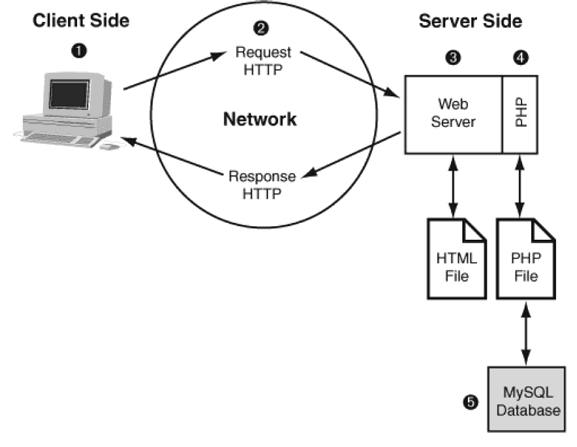 Client Side
Server Side
❶
❷
❸
❹
Request
HTTP
Web
Server
PHP
Network
Response
HTTP
HTML
File
PHP
File
❺
MySQL
Database